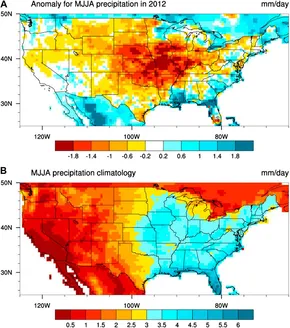 A Anomaly for MJJA precipitation in 2012 mm/day
50N
40N
30N
120W 100W 80W
-1.8 -1.4 -1 -0.6 -0.2 0.2 0.6 1 1.4 1.8
B MJJA precipitation climatology mm/day
50N
40N
30N
120W 100W 80W
0.5 1 1.5 2 2.5 3 3.5 4 4.5 5 5.5 6